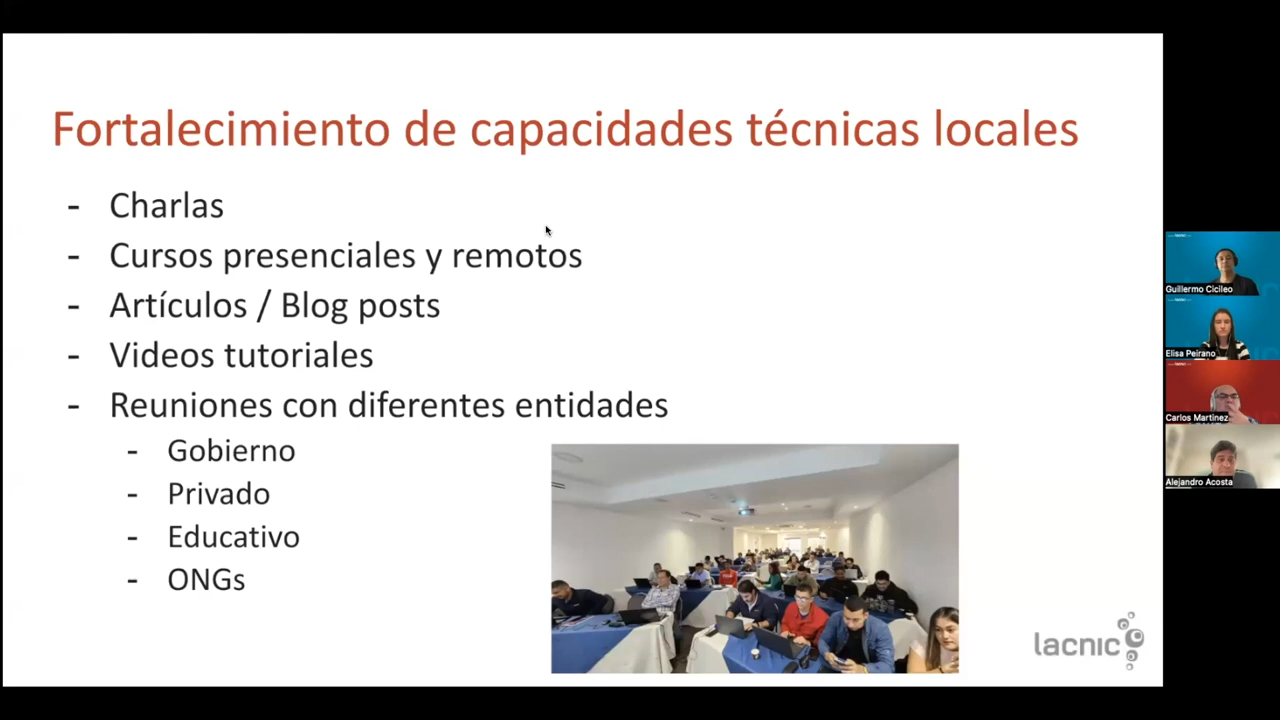 Fortalecimiento de capacidades técnicas locales
- Charlas
- Cursos presenciales y remotos
- Artículos / Blog posts
- Videos tutoriales
- Reuniones con diferentes entidades
- Gobierno
- Privado
- Educativo
- ONGs
lacnic
Guillermo Cicileo
Elisa Peirano
Carlos Martinez
Alejandro Acosta